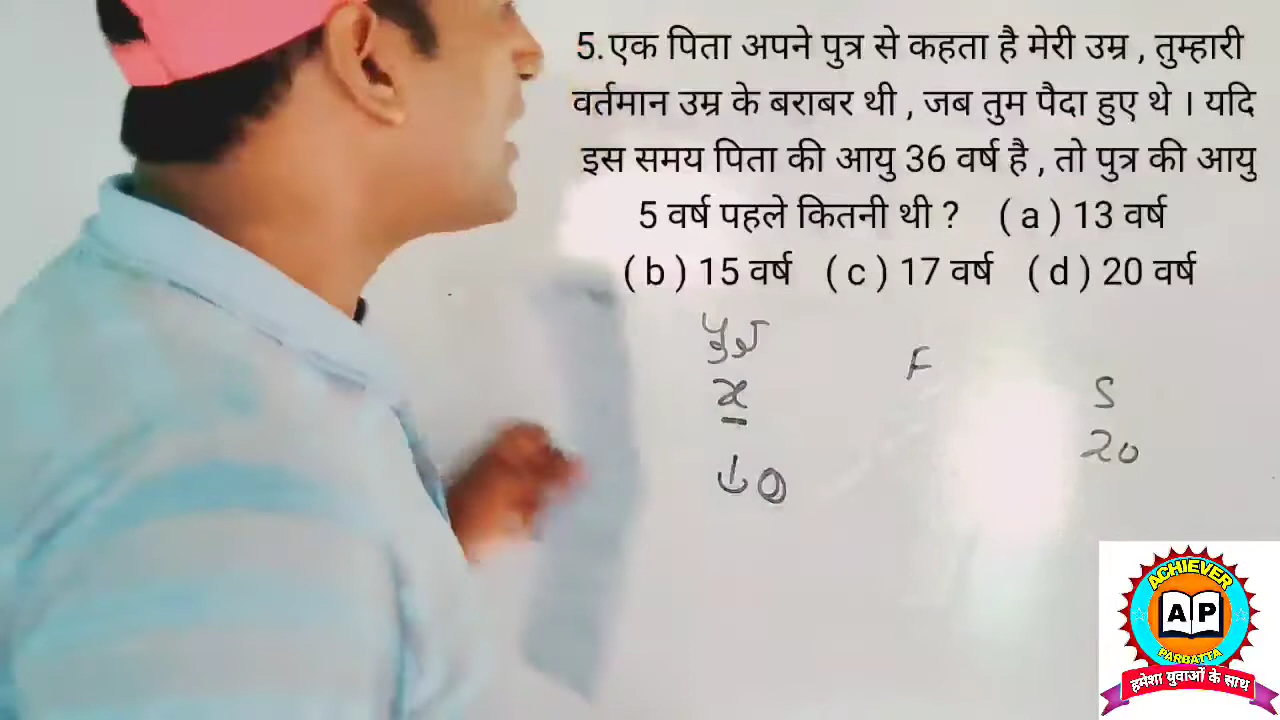 5.एक पिता अपने पुत्र से कहता है मेरी उम्र , तुम्हारी
वर्तमान उम्र के बराबर थी , जब तुम पैदा हुए थे । यदि
इस समय पिता की आयु 36 वर्ष है , तो पुत्र की आयु
5 वर्ष पहले कितनी थी ? ( a ) 13 वर्ष
( b ) 15 वर्ष ( c ) 17 वर्ष ( d ) 20 वर्ष
पुत्र
x
F
S
20
0
ACHIEVER
A P
PARBATTA
हमेशा युवाओं के साथ